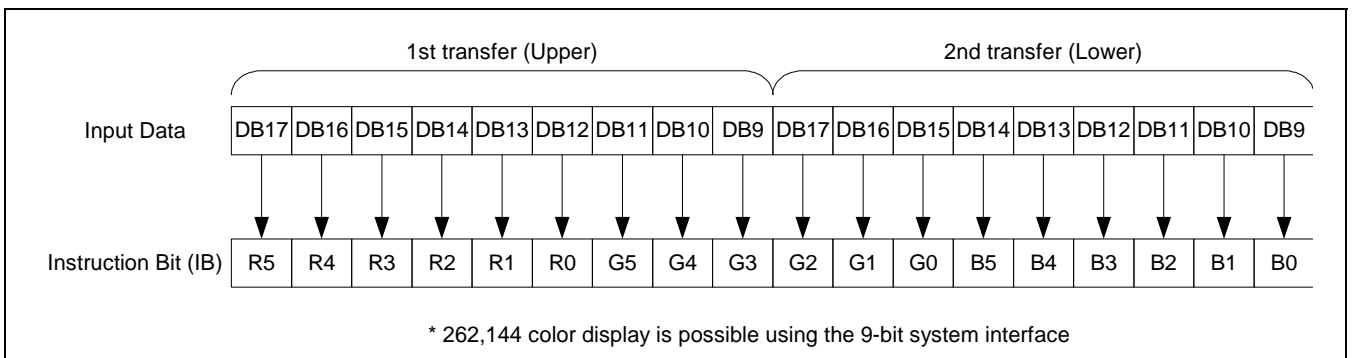 1st transfer (Upper) 2nd transfer (Lower)
Input Data DB17 DB16 DB15 DB14 DB13 DB12 DB11 DB10 DB9 DB17 DB16 DB15 DB14 DB13 DB12 DB11 DB10 DB9
Instruction Bit (IB) R5 R4 R3 R2 R1 R0 G5 G4 G3 G2 G1 G0 B5 B4 B3 B2 B1 B0
* 262,144 color display is possible using the 9-bit system interface